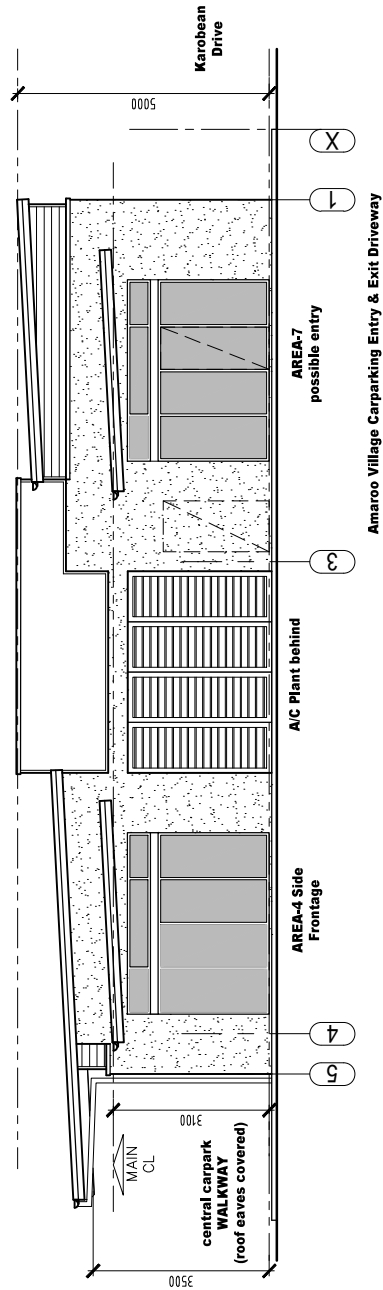 Karobean
Drive
5000
X
1
3
4
5
AREA-7
possible entry
A/C Plant behind
AREA-4 Side
Frontage
Amaroo Village Carparking Entry & Exit Driveway
3100
MAIN
CL
central carpark
WALKWAY
(roof eaves covered)
3500